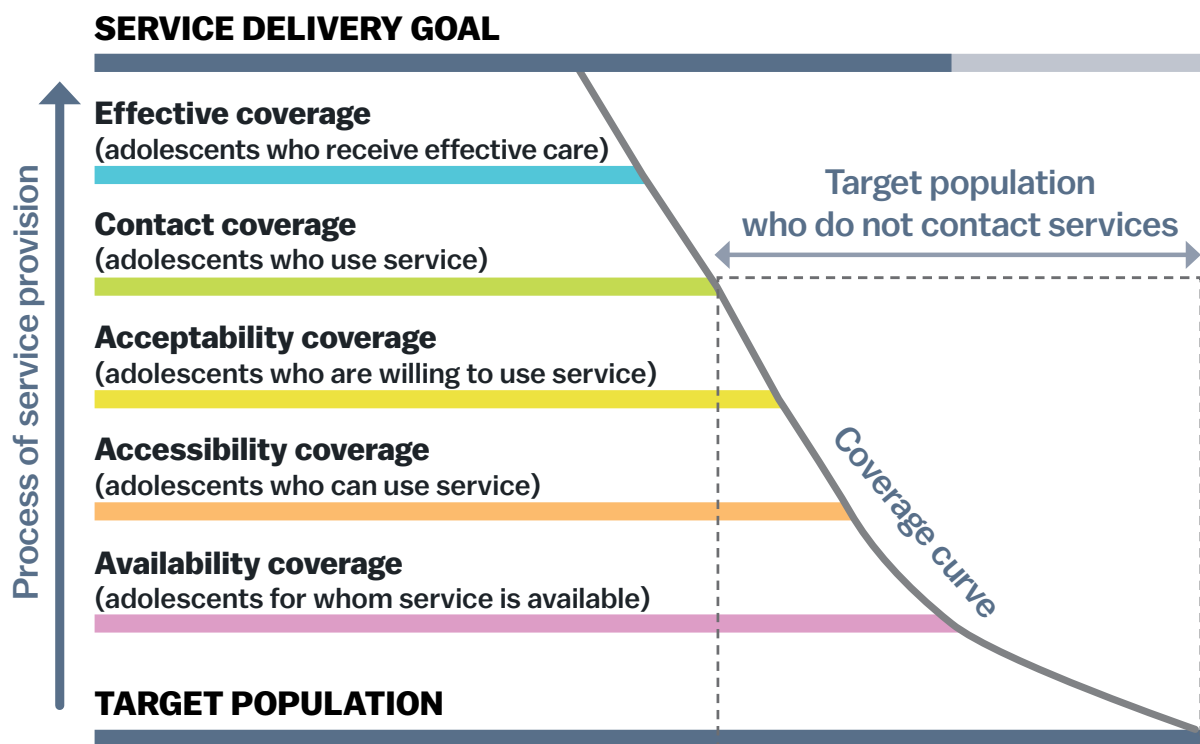 SERVICE DELIVERY GOAL
Effective coverage
(adolescents who receive effective care)
Contact coverage
(adolescents who use service)
Acceptability coverage
(adolescents who are willing to use service)
Accessibility coverage
(adolescents who can use service)
Availability coverage
(adolescents for whom service is available)
TARGET POPULATION
Process of service provision
Target population
who do not contact services
Coverage curve